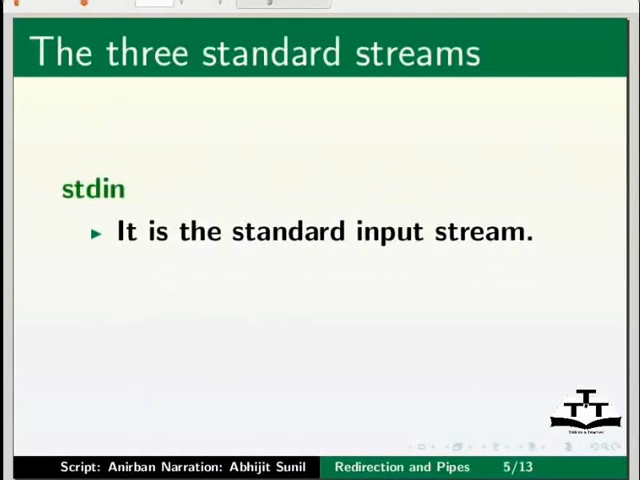 The three standard streams
stdin
It is the standard input stream.
TTT
Script: Anirban Narration: Abhijit Sunil Redirection and Pipes 5/13